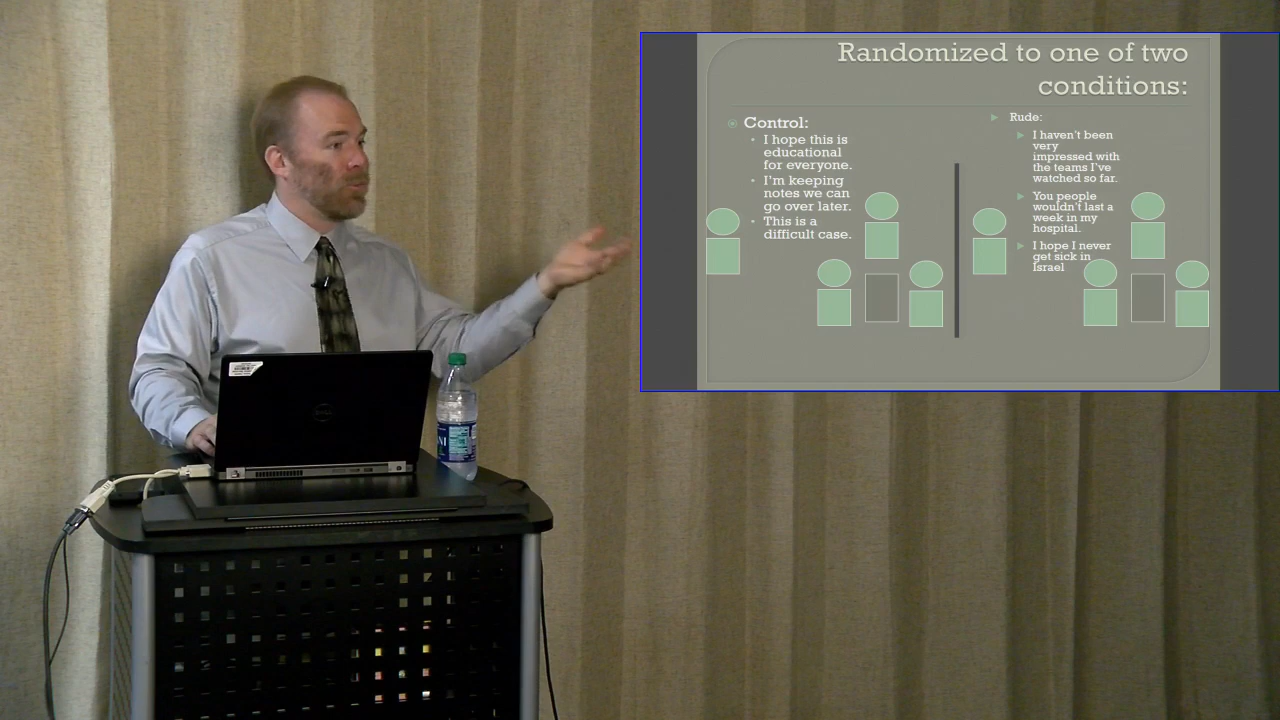 Randomized to one of two
conditions:
Control:
I hope this is
educational
for everyone.
I'm keeping
notes we can
go over later.
This is a
difficult case.
Rude:
I haven't been
very
impressed with
the teams I've
watched so far.
You people
wouldn't last a
week in my
hospital.
I hope I never
get sick in
Israel
DELL
NI